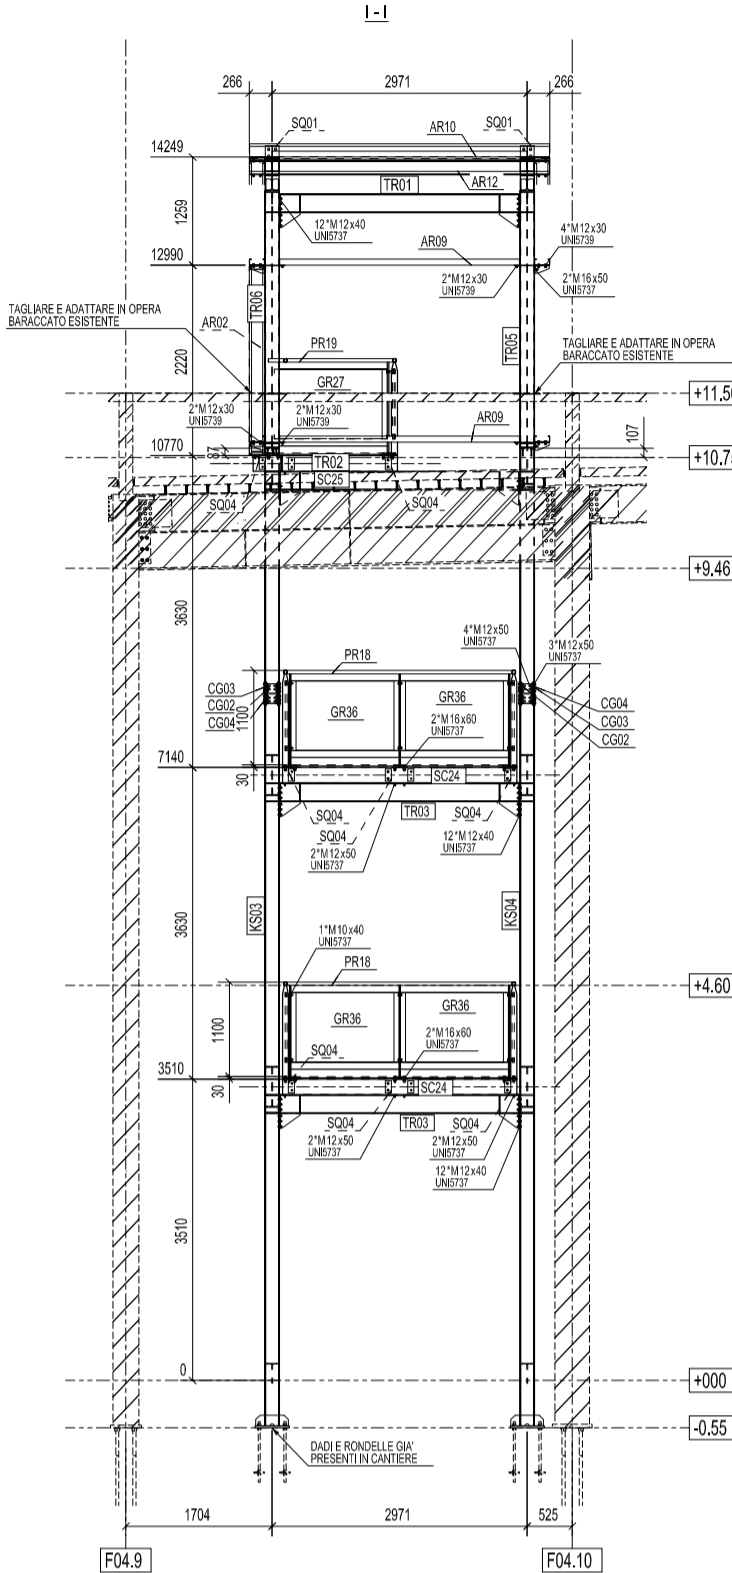 I-I
266
2971
266
SQ01
SQ01
AR10
14249
AR12
TR01
1259
12*M12x40
UNI5737
4*M12x30
UNI5739
AR09
12990
2*M12x30
UNI5739
2*M16x50
UNI5737
TR06
TAGLIARE E ADATTARE IN OPERA
BARACCATO ESISTENTE
AR02
TR05
TAGLIARE E ADATTARE IN OPERA
BARACCATO ESISTENTE
PR19
2220
GR27
2*M12x30
UNI5739
2*M12x30
UNI5739
AR09
107
10770
87
TR02
SC25
SQ04
SQ04
+9.46
3630
4*M12x50
UNI5737
3*M12x50
UNI5737
PR18
CG03
CG02
CG04
1100
GR36
GR36
CG04
CG03
CG02
2*M16x60
UNI5737
7140
30
SC24
SQ04
SQ04
TR03
SQ04
2*M12x50
UNI5737
12*M12x40
UNI5737
KS03
KS04
3630
1*M10x40
UNI5737
PR18
+4.60
1100
GR36
GR36
2*M16x60
UNI5737
SQ04
3510
30
SC24
SQ04
TR03
SQ04
2*M12x50
UNI5737
2*M12x50
UNI5737
12*M12x40
UNI5737
3510
0
+000
-0.55
DADI E RONDELLE GIA'
PRESENTI IN CANTIERE
1704
2971
525
F04.9
F04.10